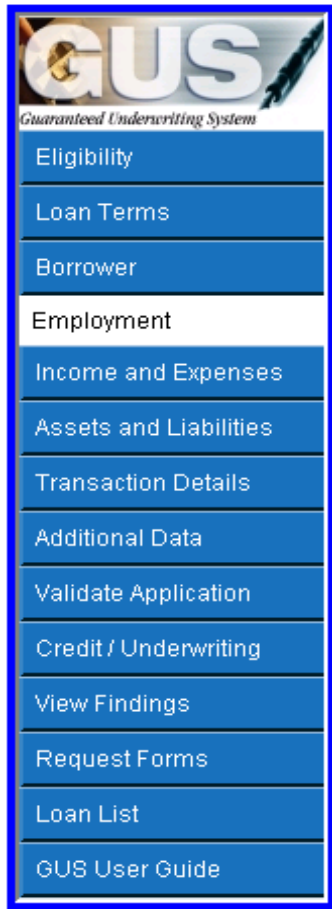 GUS
Guaranteed Underwriting System
Eligibility
Loan Terms
Borrower
Employment
Income and Expenses
Assets and Liabilities
Transaction Details
Additional Data
Validate Application
Credit / Underwriting
View Findings
Request Forms
Loan List
GUS User Guide